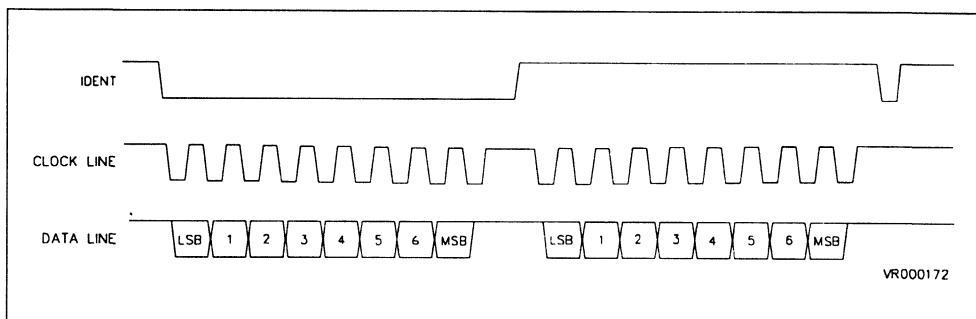 IDENT
CLOCK LINE
DATA LINE LSB 1 2 3 4 5 6 MSB LSB 1 2 3 4 5 6 MSB
VR000172